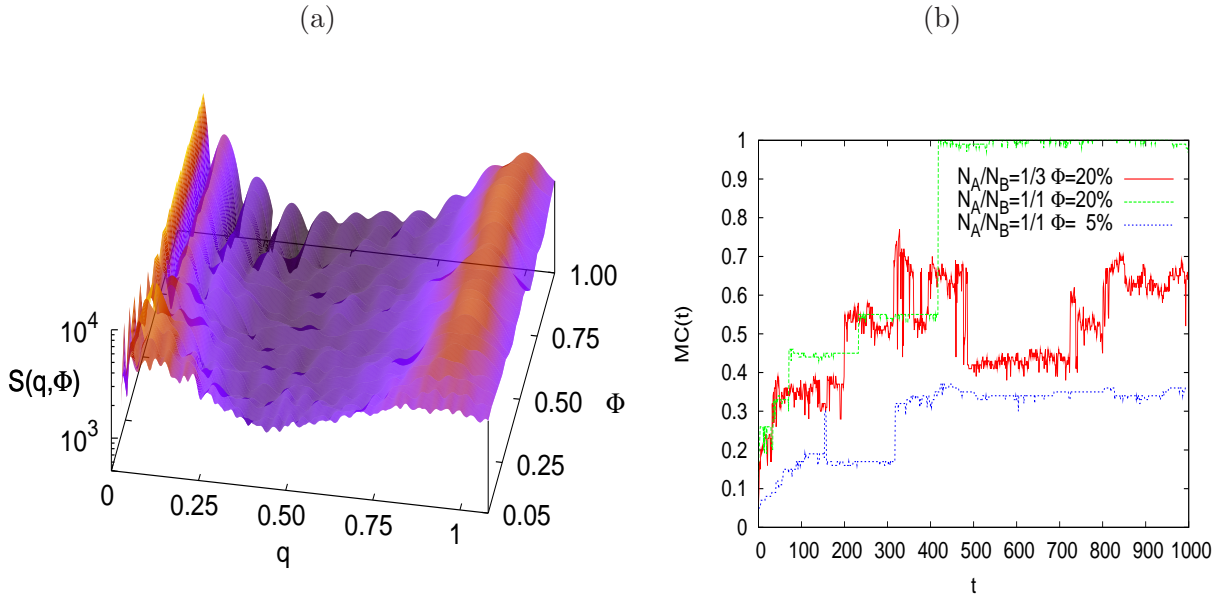 (a)
(b)
10^4
S(q,Φ)
10^3
0
0.25
0.50
0.75
1
q
0.05
0.25
0.50
0.75
1.00
Φ
1
0.9
0.8
0.7
0.6
0.5
0.4
0.3
0.2
0.1
0
MC(t)
N_A/N_B=1/3 Φ=20%
N_A/N_B=1/1 Φ=20%
N_A/N_B=1/1 Φ= 5%
0 100 200 300 400 500 600 700 800 900 1000
t